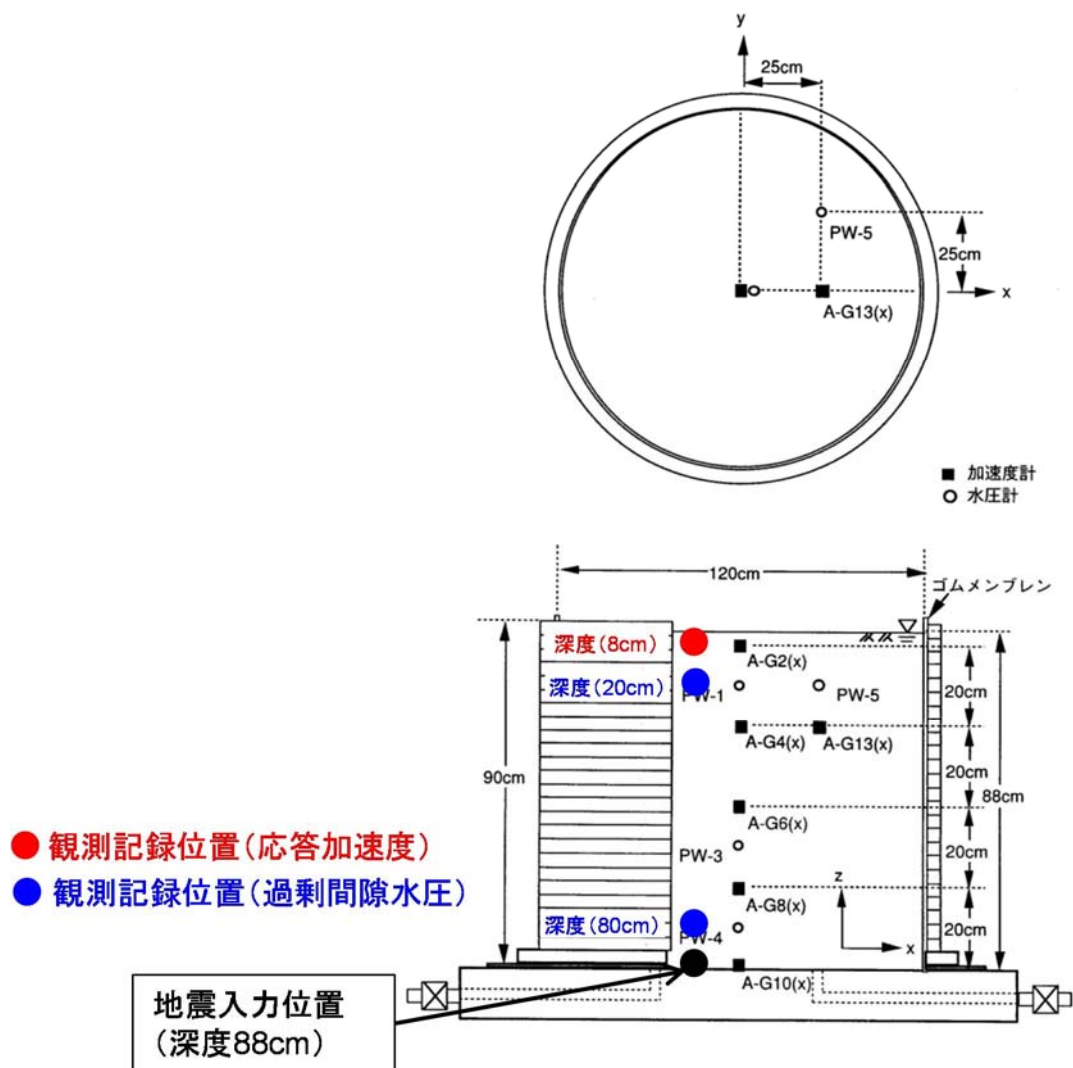 y
25cm
PW-5
25cm
x
A-G13(x)
■ 加速度計
○ 水圧計
120cm
ゴムメンブレン
深度(8cm)
A-G2(x)
深度(20cm)
PW-1
PW-5
20cm
A-G4(x)
A-G13(x)
90cm
20cm
88cm
A-G6(x)
● 観測記録位置(応答加速度)
PW-3
20cm
● 観測記録位置(過剰間隙水圧)
z
A-G8(x)
深度(80cm)
PW-4
x
20cm
A-G10(x)
地震入力位置
(深度88cm)